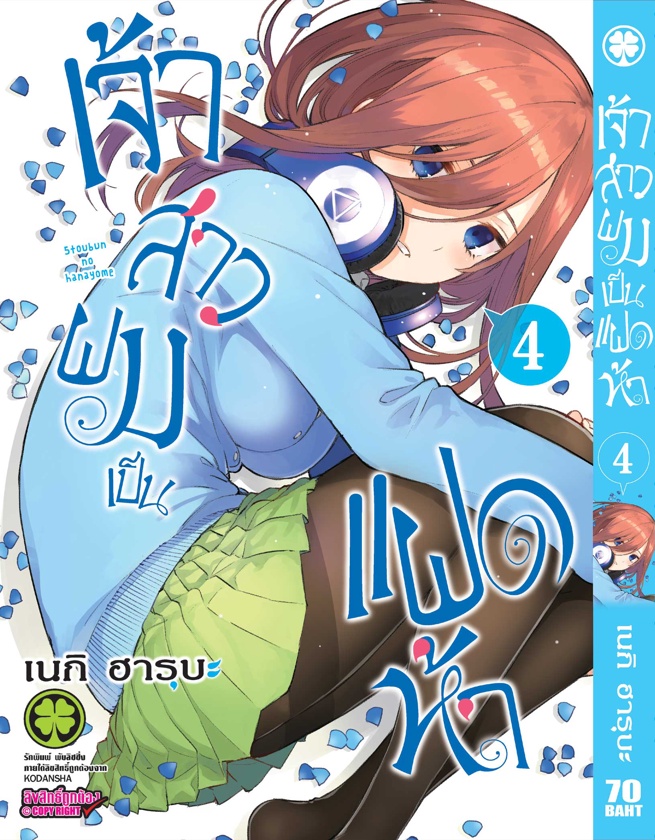 เจ้า
สาว
5toubun
no
hanayome
ผม
เป็น
4
แฝด
ห้า
เนกิ ฮารุบะ
รักพิมพ์ พับลิชชิ่ง
ภายใต้ลิขสิทธิ์ถูกต้องจาก
KODANSHA
ลิขสิทธิ์ถูกต้อง
© COPY RIGHT
เจ้า
สาว
ผม
เป็น
แฝด
ห้า
4
เนกิ ฮารุบะ
70
BAHT